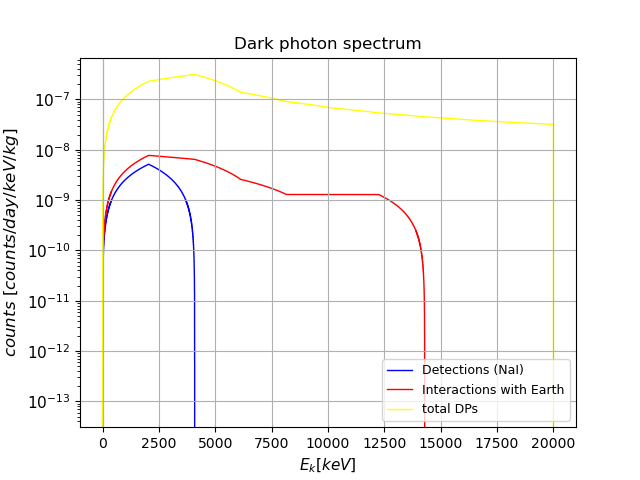 Dark photon spectrum
counts [counts/day/keV/kg]
10⁻⁷
10⁻⁸
10⁻⁹
10⁻¹⁰
10⁻¹¹
10⁻¹²
10⁻¹³
Detections (NaI)
Interactions with Earth
total DPs
0 2500 5000 7500 10000 12500 15000 17500 20000
Eₖ[keV]